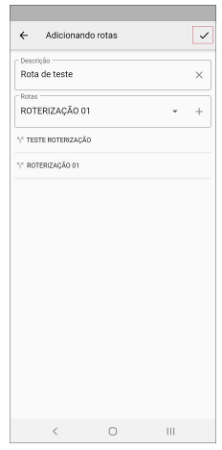 Adicionando rotas
Descrição
Rota de teste
Rotas
ROTERIZAÇÃO 01
TESTE ROTERIZAÇÃO
ROTERIZAÇÃO 01